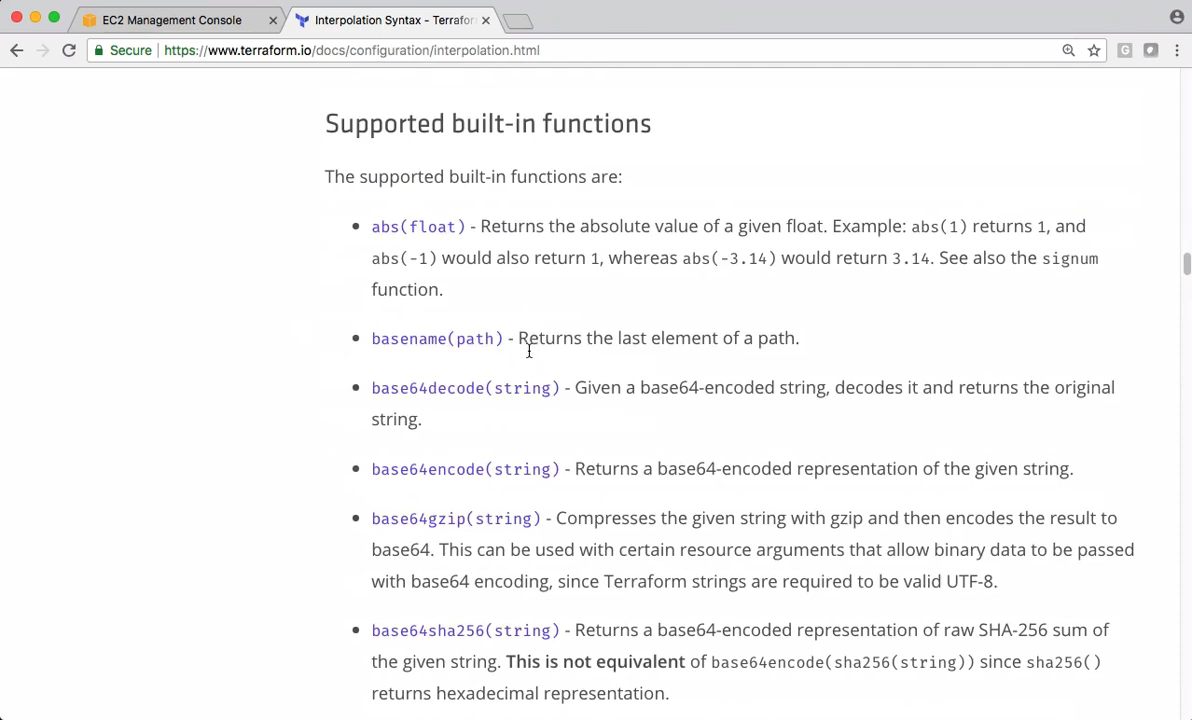 EC2 Management Console
Interpolation Syntax - Terrafor
Secure
https://www.terraform.io/docs/configuration/interpolation.html
G
Supported built-in functions
The supported built-in functions are:
abs(float) - Returns the absolute value of a given float. Example: abs(1) returns 1, and
abs(-1) would also return 1, whereas abs(-3.14) would return 3.14. See also the signum
function.
basename(path) - Returns the last element of a path.
base64decode(string) - Given a base64-encoded string, decodes it and returns the original
string.
base64encode(string) - Returns a base64-encoded representation of the given string.
base64gzip(string) - Compresses the given string with gzip and then encodes the result to
base64. This can be used with certain resource arguments that allow binary data to be passed
with base64 encoding, since Terraform strings are required to be valid UTF-8.
base64sha256(string) - Returns a base64-encoded representation of raw SHA-256 sum of
the given string. This is not equivalent of base64encode(sha256(string)) since sha256()
returns hexadecimal representation.